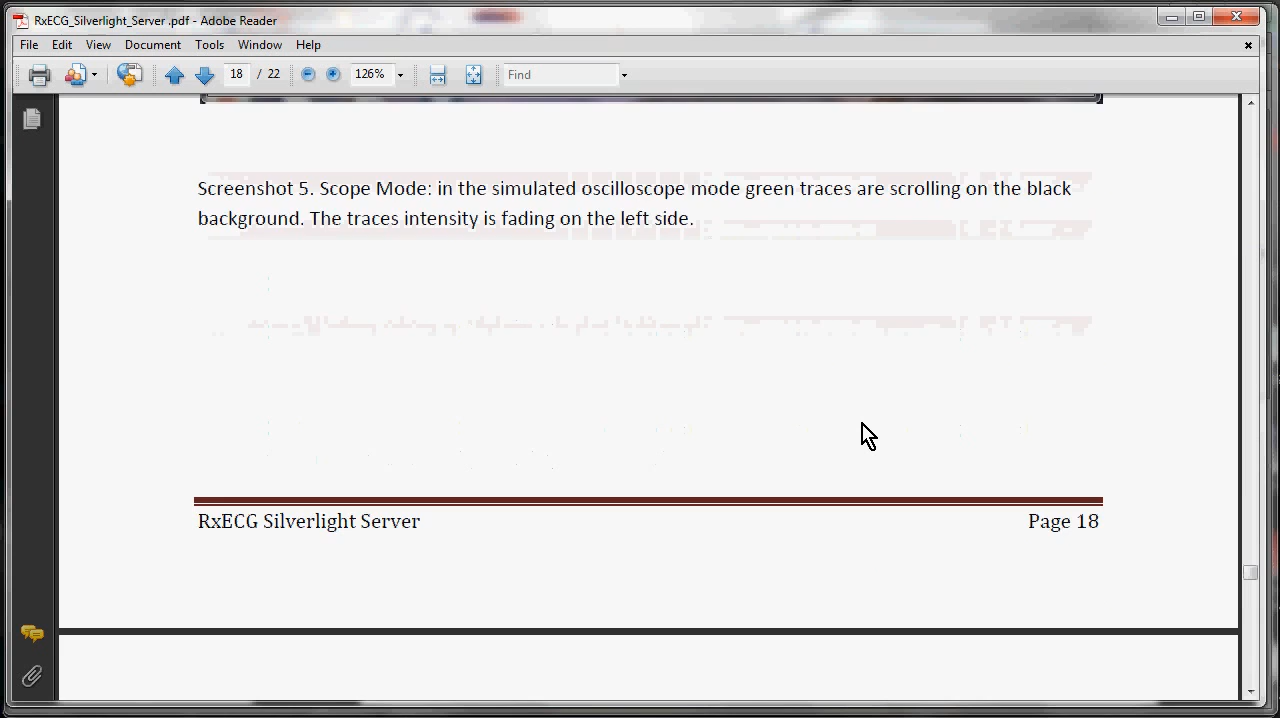 RxECG_Silverlight_Server .pdf - Adobe Reader
File Edit View Document Tools Window Help
18 / 22 126% Find
Screenshot 5. Scope Mode: in the simulated oscilloscope mode green traces are scrolling on the black
background. The traces intensity is fading on the left side.
RxECG Silverlight Server Page 18